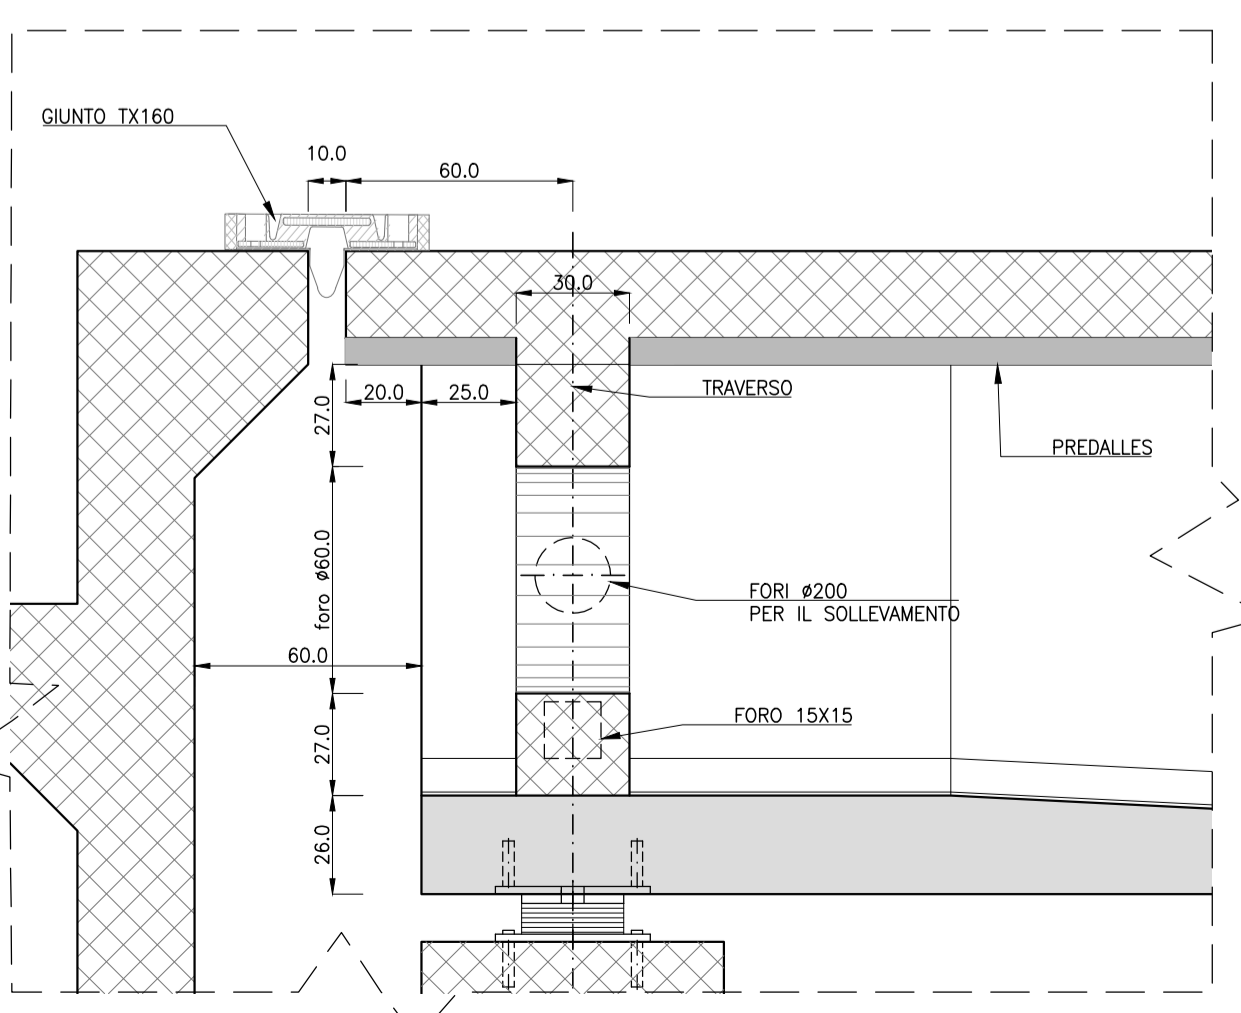 GIUNTO TX160
10.0
60.0
30.0
20.0
25.0
27.0
TRAVERSO
PREDALLES
foro ø60.0
FORI ø200
PER IL SOLLEVAMENTO
60.0
FORO 15X15
27.0
26.0